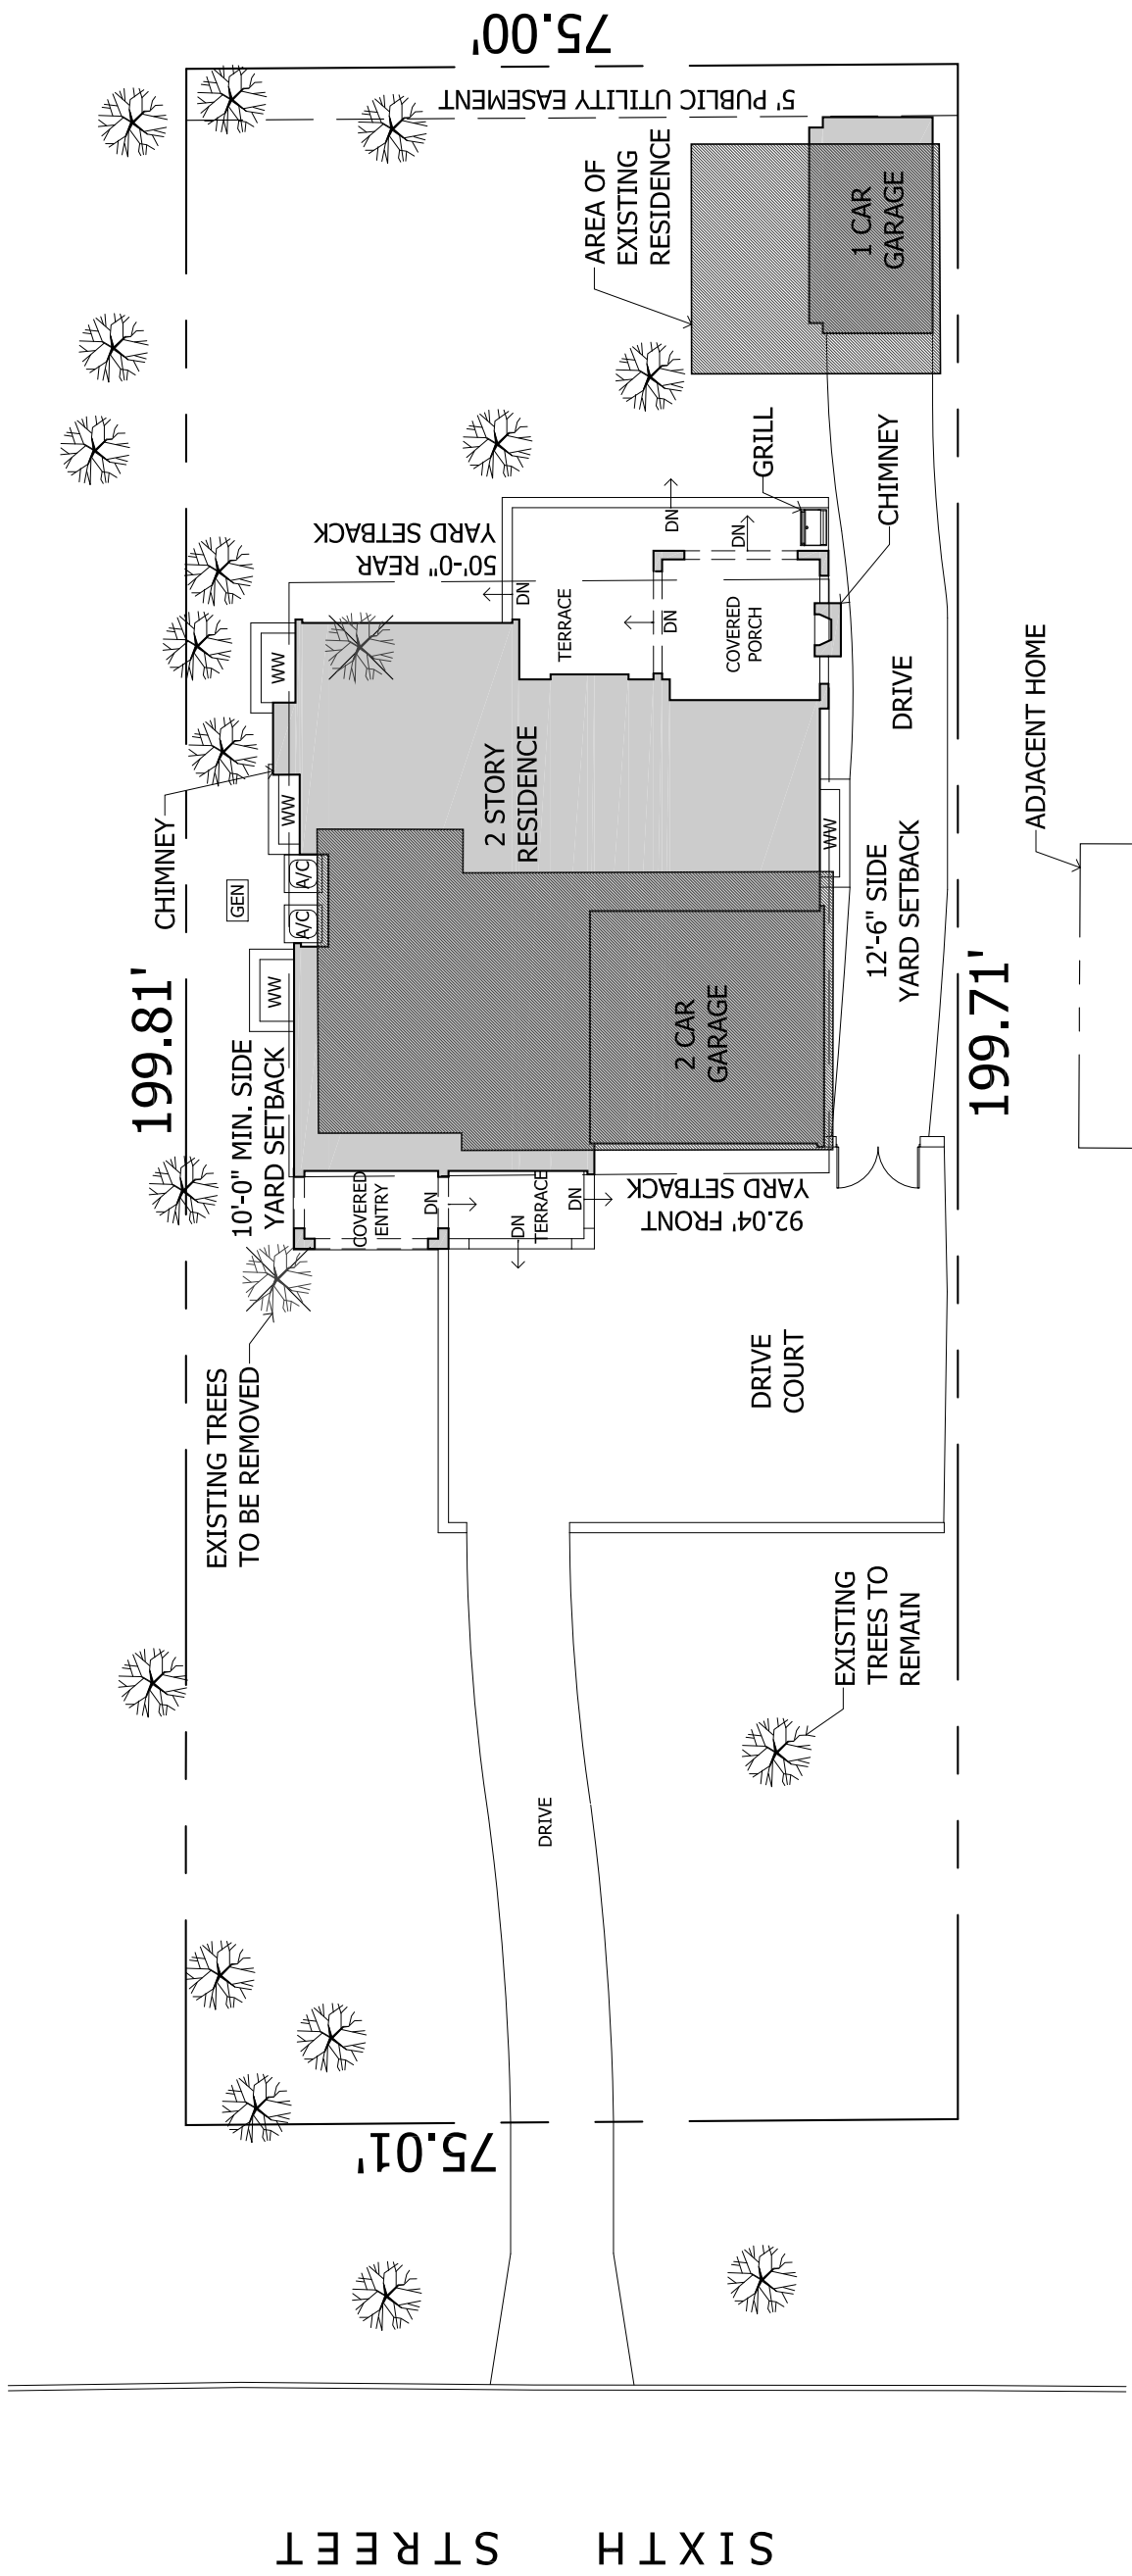 75.00'
5' PUBLIC UTILITY EASEMENT
AREA OF
EXISTING
RESIDENCE
1 CAR
GARAGE
GRILL
CHIMNEY
50'-0" REAR
YARD SETBACK
DN
DN
DN
DN
TERRACE
COVERED
PORCH
WW
WW
WW
WW
CHIMNEY
2 STORY
RESIDENCE
DRIVE
ADJACENT HOME
GEN
A/C
A/C
12'-6" SIDE
YARD SETBACK
199.81'
199.71'
2 CAR
GARAGE
10'-0" MIN. SIDE
YARD SETBACK
COVERED
ENTRY
DN
DN
TERRACE
DN
92.04' FRONT
YARD SETBACK
EXISTING TREES
TO BE REMOVED
DRIVE
COURT
EXISTING
TREES TO
REMAIN
DRIVE
75.01'
SIXTH STREET